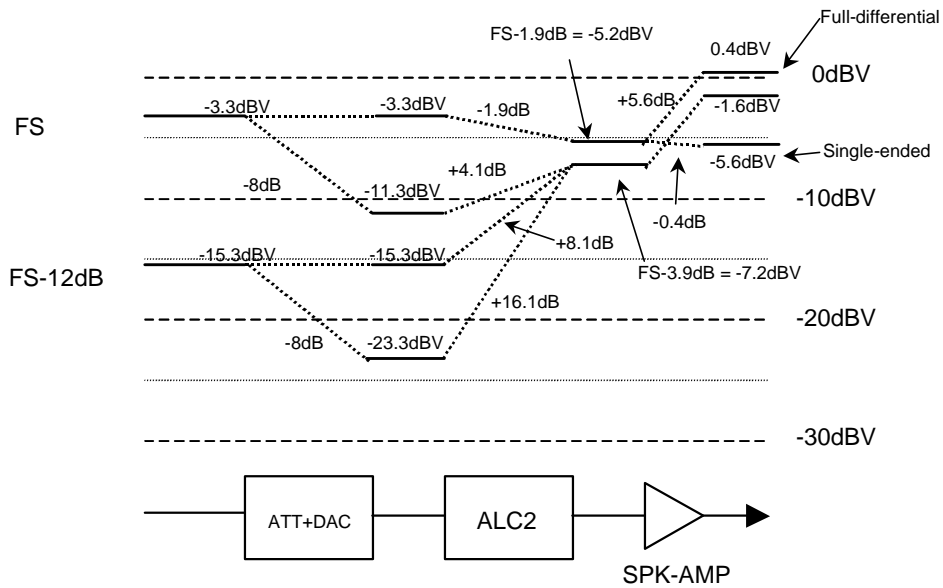 Full-differential
FS-1.9dB = -5.2dBV
0.4dBV
0dBV
-3.3dBV
-3.3dBV
-1.9dB
+5.6dB
-1.6dBV
FS
Single-ended
-5.6dBV
+4.1dB
-8dB
-11.3dBV
-10dBV
-0.4dB
+8.1dB
-15.3dBV
-15.3dBV
FS-12dB
FS-3.9dB = -7.2dBV
+16.1dB
-20dBV
-8dB
-23.3dBV
-30dBV
ATT+DAC
ALC2
SPK-AMP